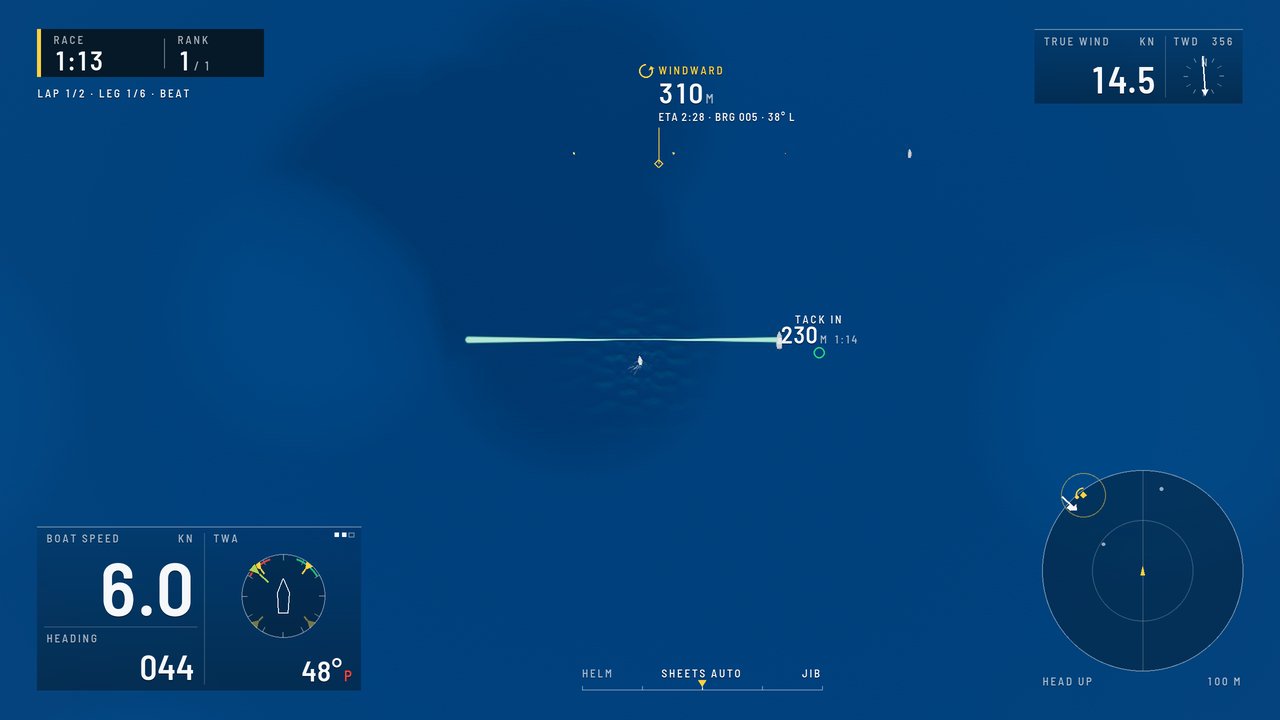 RACE
1:13
RANK
1 / 1
LAP 1/2 · LEG 1/6 · BEAT
WINDWARD
310 M
ETA 2:28 · BRG 005 · 38° L
TRUE WIND KN
14.5
TWD 356
N
TACK IN
230 M 1:14
BOAT SPEED KN
6.0
HEADING
044
TWA
48° P
HELM SHEETS AUTO JIB
HEAD UP 100 M